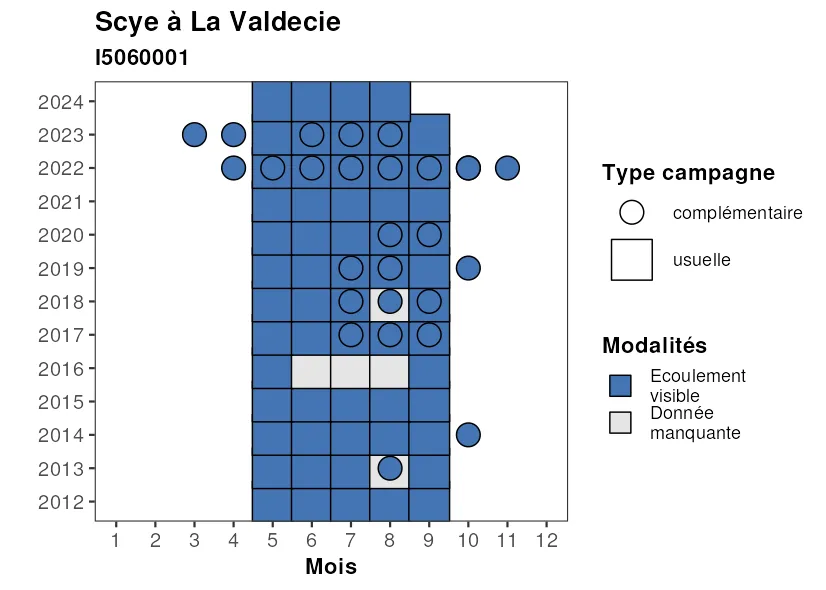 Scye à La Valdecie
I5060001
2024
2023
2022
2021
2020
2019
2018
2017
2016
2015
2014
2013
2012
1 2 3 4 5 6 7 8 9 10 11 12
Mois
Type campagne
complémentaire
usuelle
Modalités
Ecoulement
visible
Donnée
manquante